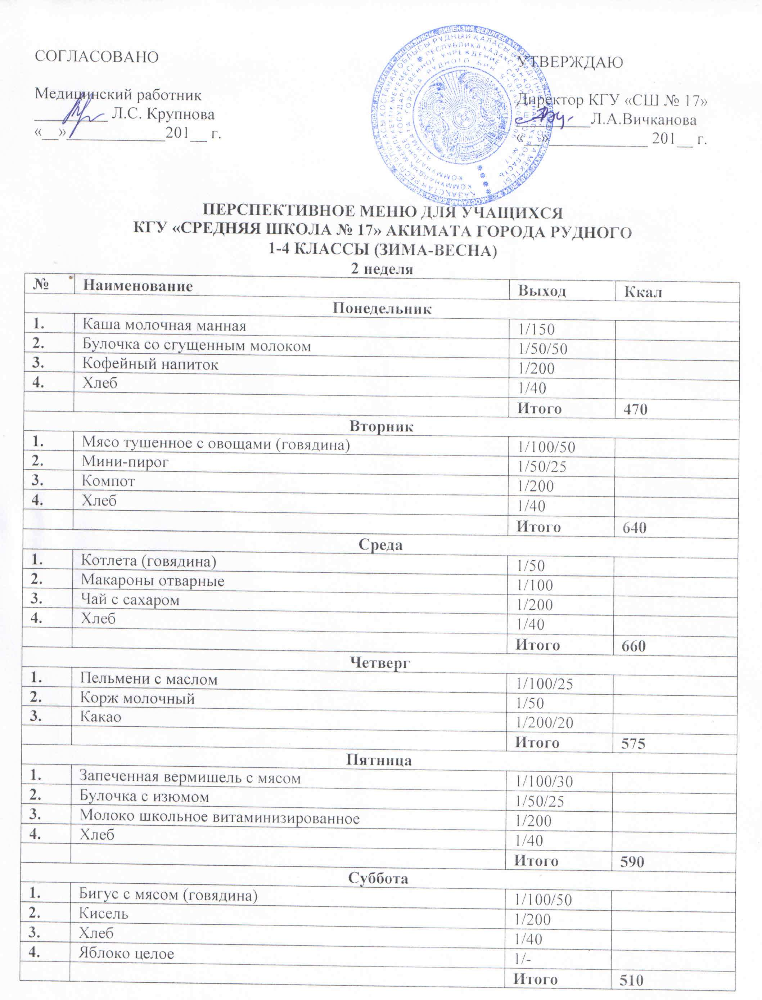 СОГЛАСОВАНО
УТВЕРЖДАЮ
Медицинский работник
Директор КГУ «СШ № 17»
__________ Л.С. Крупнова
__________Л.А.Вичканова
«__»____________201__ г.
«__»____________ 201__ г.
ПЕРСПЕКТИВНОЕ МЕНЮ ДЛЯ УЧАЩИХСЯ
КГУ «СРЕДНЯЯ ШКОЛА № 17» АКИМАТА ГОРОДА РУДНОГО
1-4 КЛАССЫ (ЗИМА-ВЕСНА)
2 неделя
№ Наименование Выход Ккал
Понедельник
1. Каша молочная манная 1/150
2. Булочка со сгущенным молоком 1/50/50
3. Кофейный напиток 1/200
4. Хлеб 1/40
Итого 470
Вторник
1. Мясо тушенное с овощами (говядина) 1/100/50
2. Мини-пирог 1/50/25
3. Компот 1/200
4. Хлеб 1/40
Итого 640
Среда
1. Котлета (говядина) 1/50
2. Макароны отварные 1/100
3. Чай с сахаром 1/200
4. Хлеб 1/40
Итого 660
Четверг
1. Пельмени с маслом 1/100/25
2. Корж молочный 1/50
3. Какао 1/200/20
Итого 575
Пятница
1. Запеченная вермишель с мясом 1/100/30
2. Булочка с изюмом 1/50/25
3. Молоко школьное витаминизированное 1/200
4. Хлеб 1/40
Итого 590
Суббота
1. Бигус с мясом (говядина) 1/100/50
2. Кисель 1/200
3. Хлеб 1/40
4. Яблоко целое 1/-
Итого 510